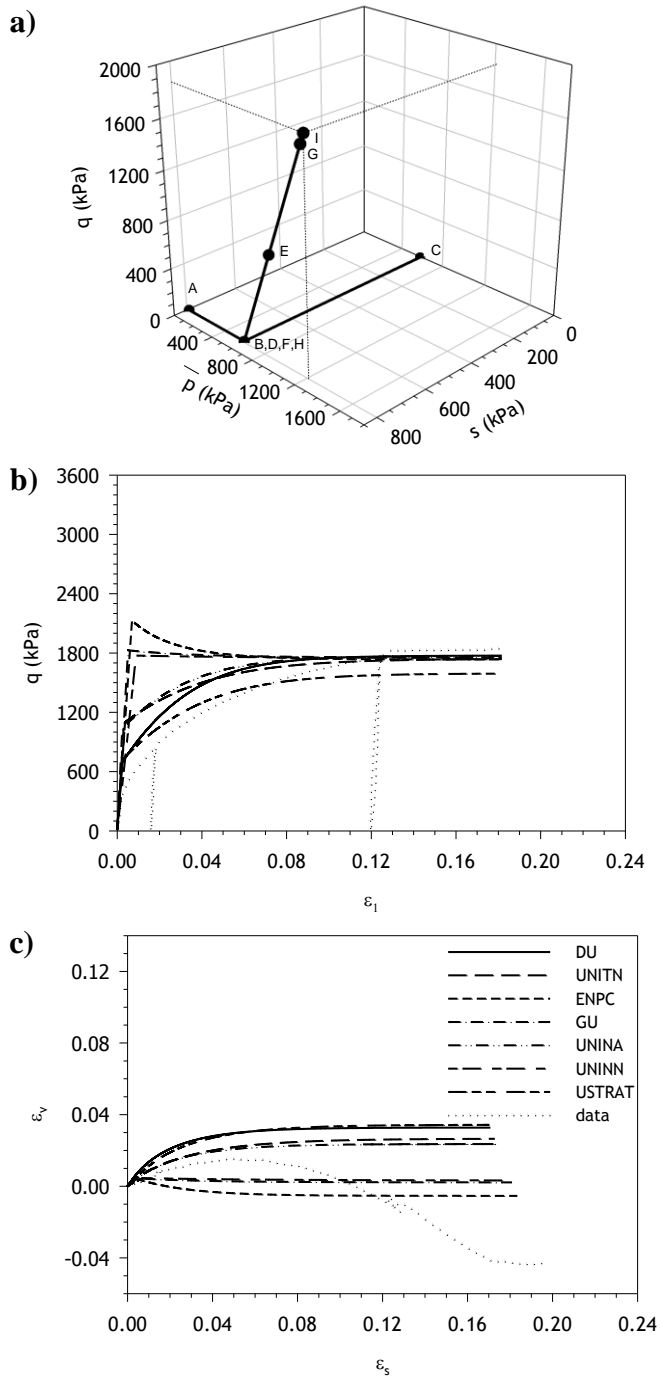 a)
2000
1600
1200
800
400
0
q (kPa)
I
G
E
C
A
B,D,F,H
400
800
1200
1600
p (kPa)
0
200
400
600
800
s (kPa)
b)
3600
3000
2400
1800
1200
600
0
q (kPa)
0.00 0.04 0.08 0.12 0.16 0.20 0.24
ε1
c)
0.12
0.08
0.04
0.00
-0.04
εv
DU
UNITN
ENPC
GU
UNINA
UNINN
USTRAT
data
0.00 0.04 0.08 0.12 0.16 0.20 0.24
εs